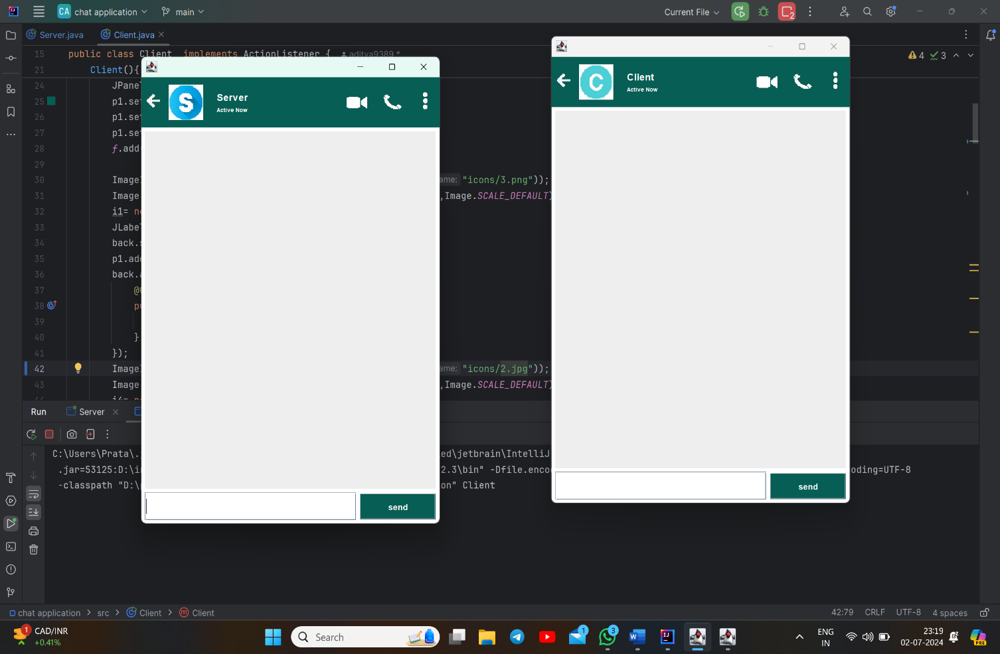 CA chat application main Current File 2
Server.java Client.java
15 public class Client implements ActionListener { aditya9389 *
21 Client(){
4 3
24 JPane
25 p1.se
26 p1.se
27 p1.se
28 f.add
29
30 Image "icons/3.png"));
31 Image ,Image.SCALE_DEFAULT)
32 i1= ne
33 JLabe
34 back.
35 p1.ad
36 back.
37 @
38 pu
39
40 }
41 });
42 Image ame: "icons/2.jpg"));
43 Image ,Image.SCALE_DEFAULT)
Server
Active Now
send
Client
Active Now
send
Run Server
C:\Users\Prata\. ed\jetbrain\IntelliJ
.jar=53125:D:\i 2.3\bin" -Dfile.enco oding=UTF-8
-classpath "D:\ on" Client
chat application > src > Client > Client 42:79 CRLF UTF-8 4 spaces
1 CAD/INR
+0.41%
Search
1
3
ENG
IN
23:19
02-07-2024
PRE